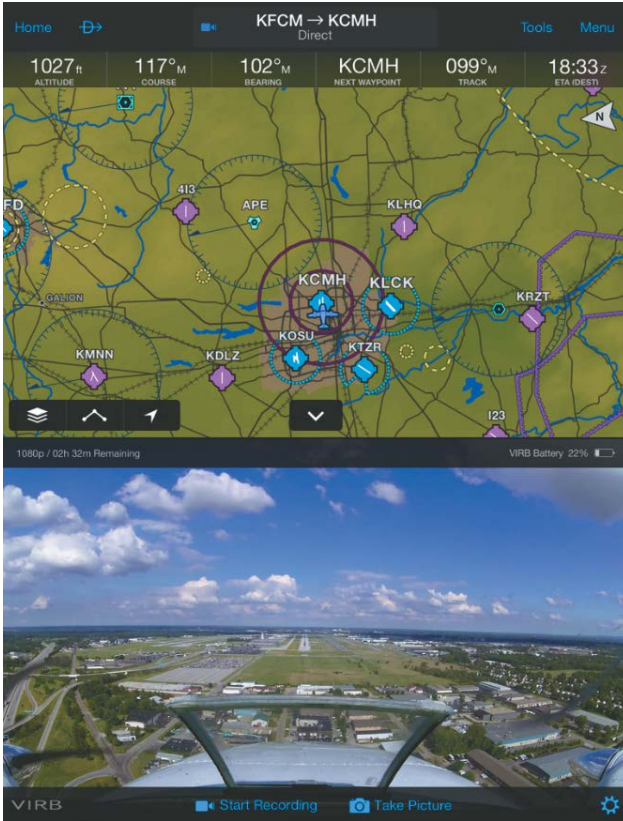 Home
KFCM → KCMH
Direct
Tools
Menu
1027ft
ALTITUDE
117°M
COURSE
102°M
BEARING
KCMH
NEXT WAYPOINT
099°M
TRACK
18:33z
ETA (DEST)
N
4I3
APE
KLHQ
FD
KCMH
KLCK
GALION
KRZT
KOSU
KTZR
KMNN
KDLZ
I23
1080p / 02h 32m Remaining
VIRB Battery 22%
VIRB
Start Recording
Take Picture